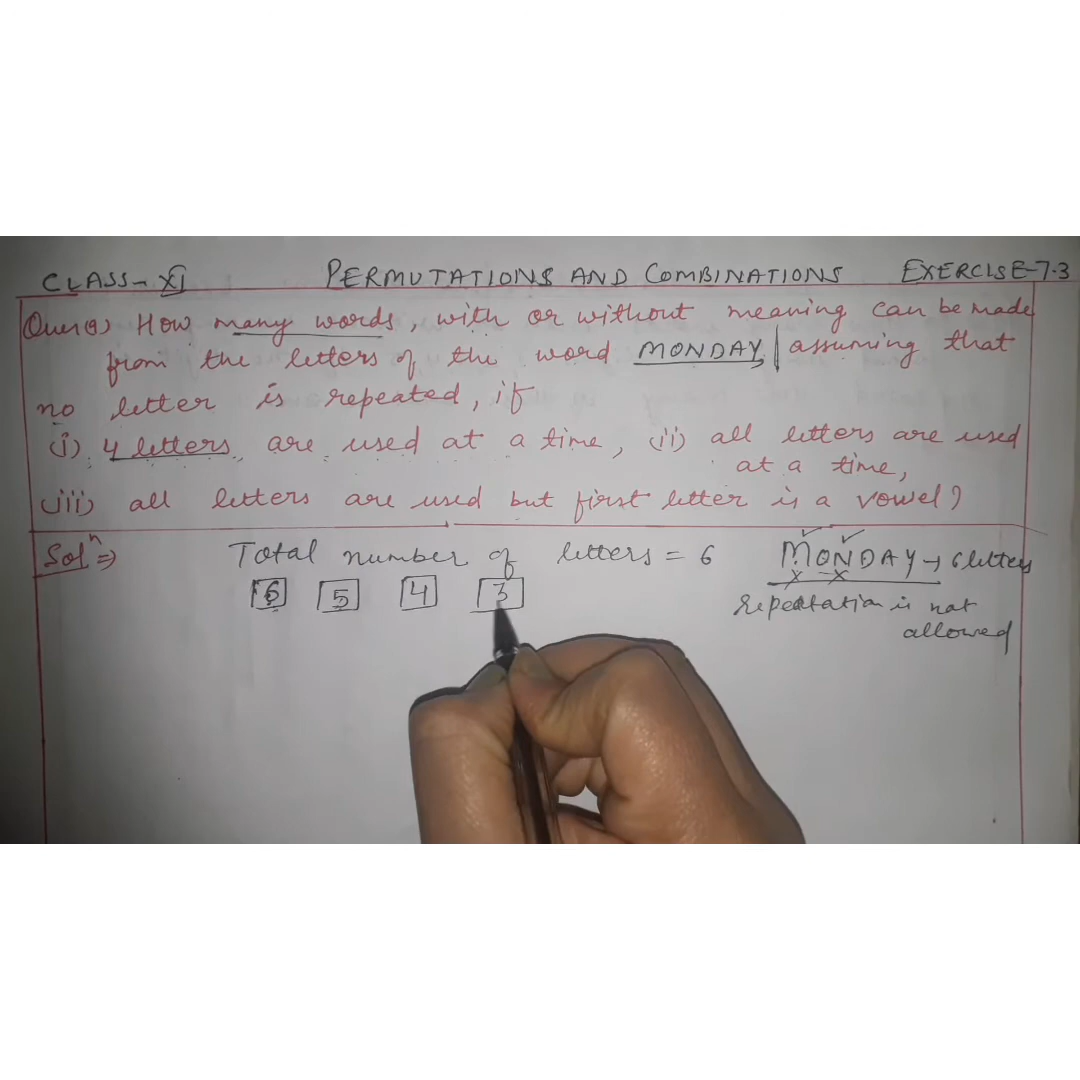 CLASS-XI PERMUTATIONS AND COMBINATIONS EXERCISE-7.3
Ques(9) How many words, with or without meaning can be made
from the letters of the word MONDAY, assuming that
no letter is repeated, if
(i) 4 letters are used at a time, (ii) all letters are used
at a time,
(iii) all letters are used but first letter is a vowel?
Solⁿ⇒ Total number of letters = 6 MONDAY → 6 letters
6 5 4 3 repeatation is not
allowed